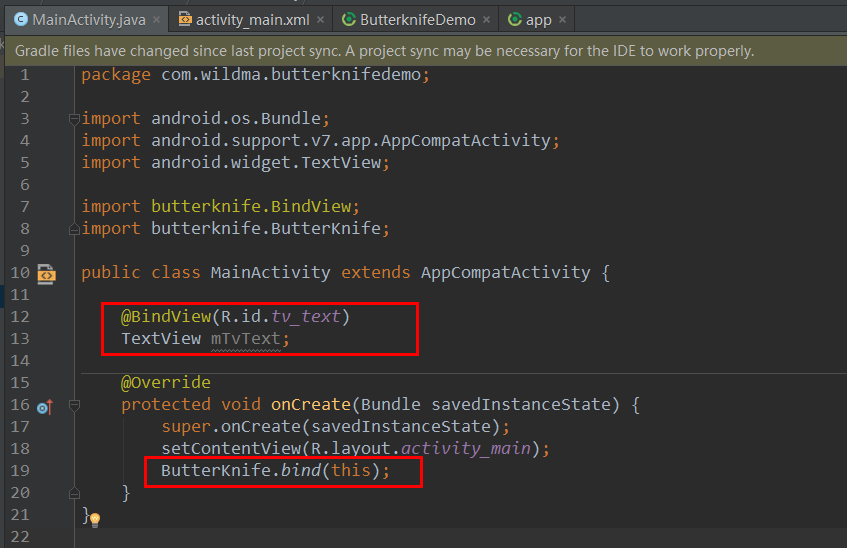 MainActivity.java × activity_main.xml × ButterknifeDemo × app ×
Gradle files have changed since last project sync. A project sync may be necessary for the IDE to work properly.
1 package com.wildma.butterknifedemo;
2
3 import android.os.Bundle;
4 import android.support.v7.app.AppCompatActivity;
5 import android.widget.TextView;
6
7 import butterknife.BindView;
8 import butterknife.ButterKnife;
9
10 public class MainActivity extends AppCompatActivity {
11
12 @BindView(R.id.tv_text)
13 TextView mTvText;
14
15 @Override
16 protected void onCreate(Bundle savedInstanceState) {
17 super.onCreate(savedInstanceState);
18 setContentView(R.layout.activity_main);
19 ButterKnife.bind(this);
20 }
21 }
22